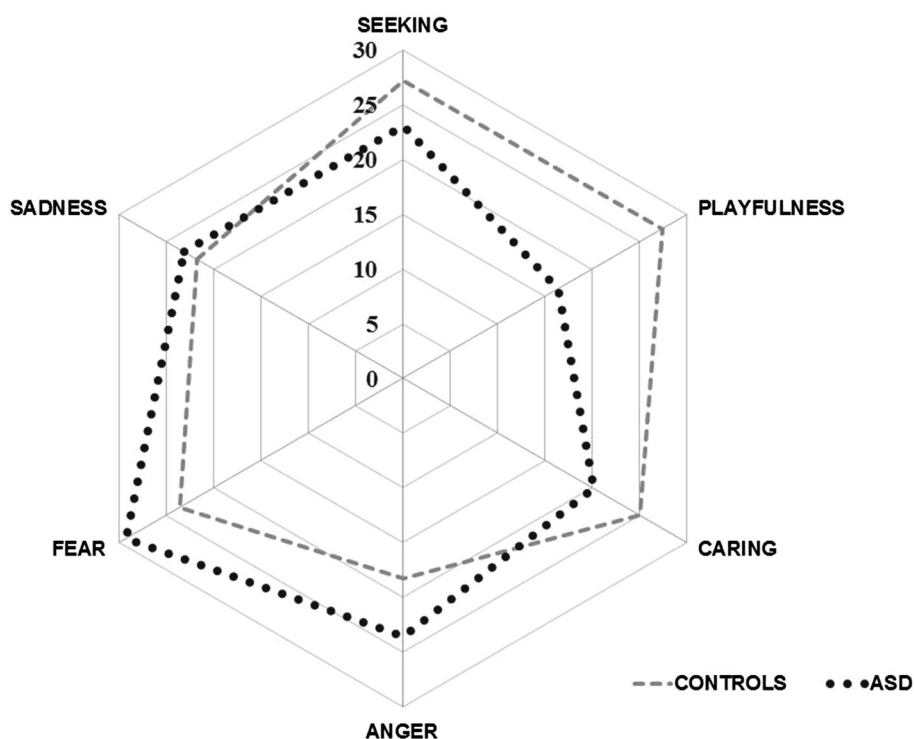 SEEKING
30
25
20
SADNESS
PLAYFULNESS
15
10
5
0
FEAR
CARING
CONTROLS
ASD
ANGER